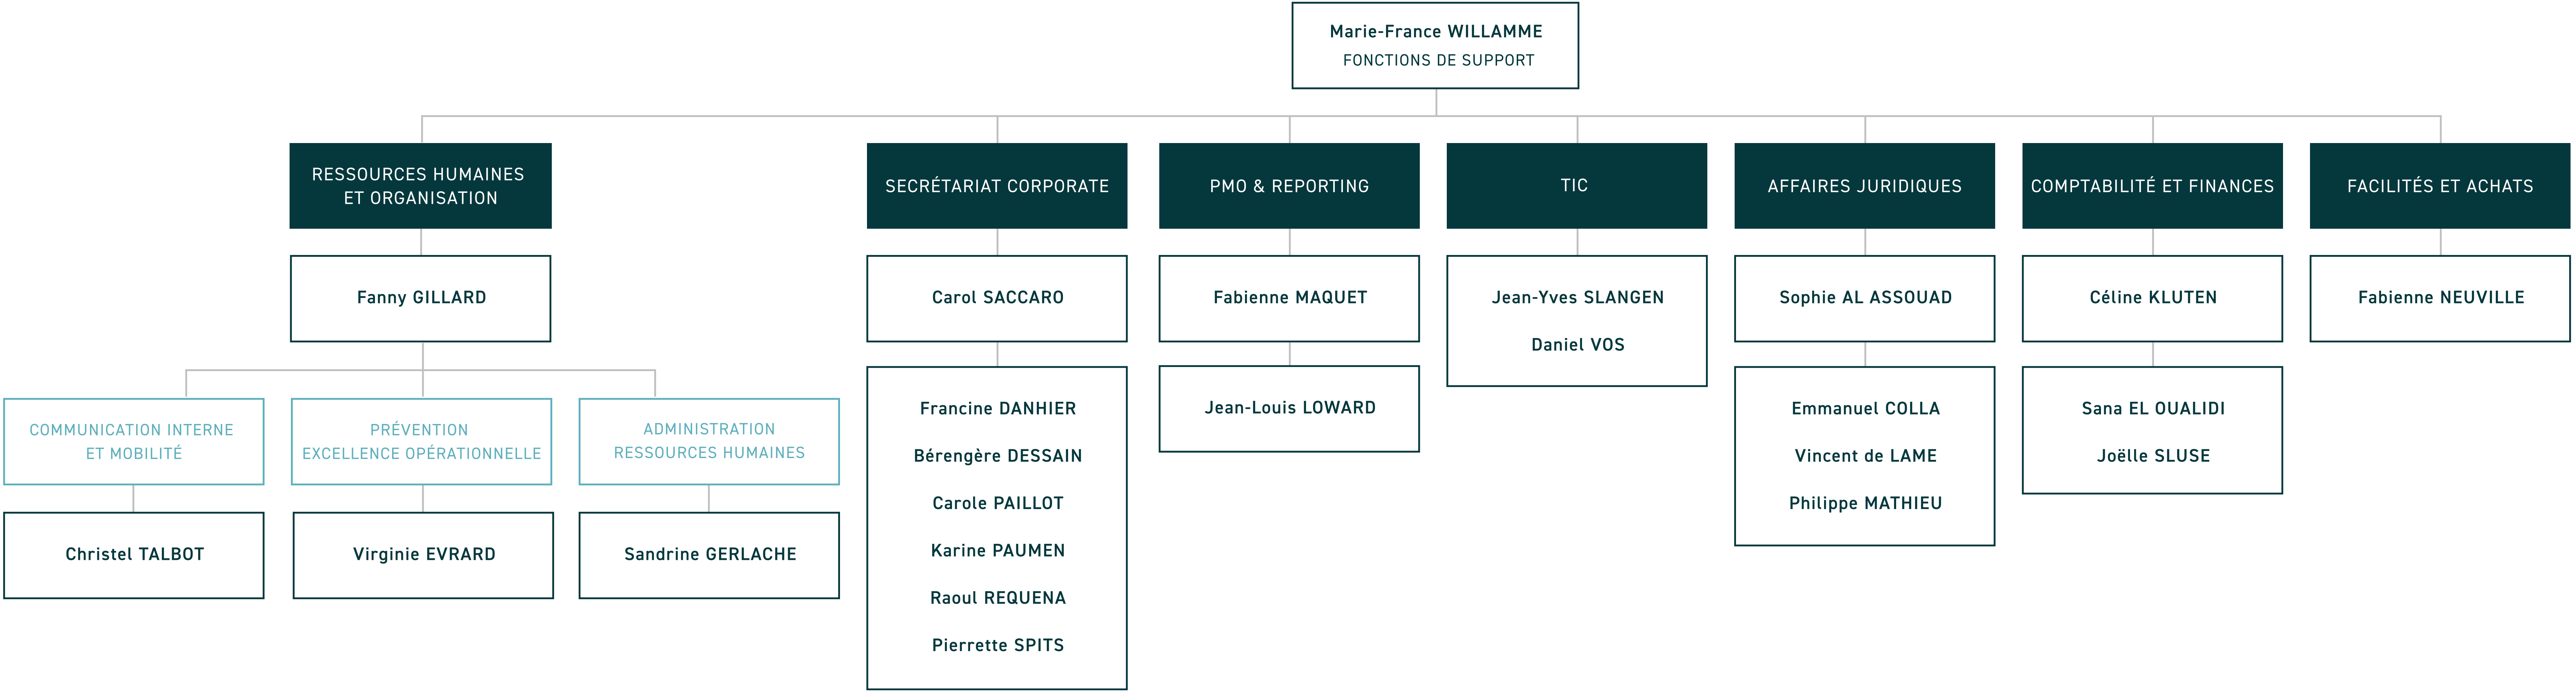 Marie-France WILLAMME
FONCTIONS DE SUPPORT
RESSOURCES HUMAINES
ET ORGANISATION
SECRÉTARIAT CORPORATE
PMO & REPORTING
TIC
AFFAIRES JURIDIQUES
COMPTABILITÉ ET FINANCES
FACILITÉS ET ACHATS
Fanny GILLARD
Carol SACCARO
Fabienne MAQUET
Jean-Yves SLANGEN
Daniel VOS
Sophie AL ASSOUAD
Céline KLUTEN
Fabienne NEUVILLE
COMMUNICATION INTERNE
ET MOBILITÉ
PRÉVENTION
EXCELLENCE OPÉRATIONNELLE
ADMINISTRATION
RESSOURCES HUMAINES
Christel TALBOT
Virginie EVRARD
Sandrine GERLACHE
Francine DANHIER
Bérengère DESSAIN
Carole PAILLOT
Karine PAUMEN
Raoul REQUENA
Pierrette SPITS
Jean-Louis LOWARD
Emmanuel COLLA
Vincent de LAME
Philippe MATHIEU
Sana EL OUALIDI
Joëlle SLUSE